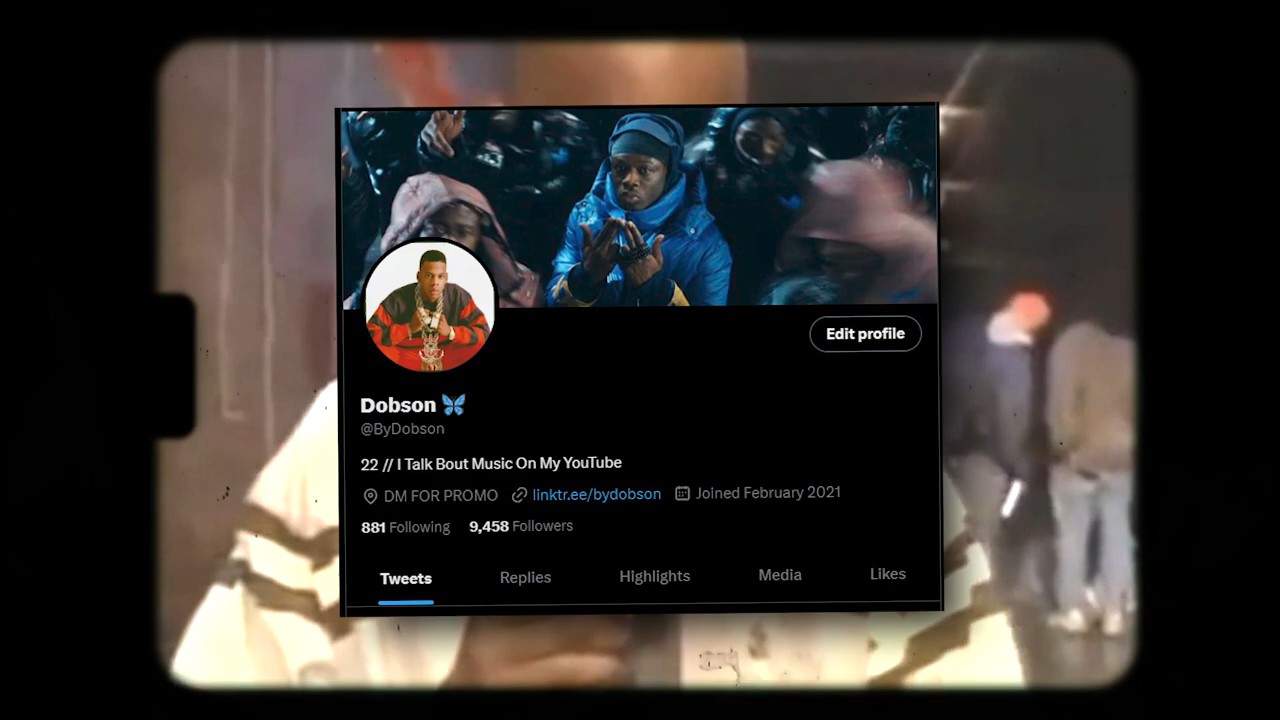 Edit profile
Dobson 🦋
@ByDobson
22 // I Talk Bout Music On My YouTube
DM FOR PROMO linktr.ee/bydobson Joined February 2021
881 Following 9,458 Followers
Tweets Replies Highlights Media Likes